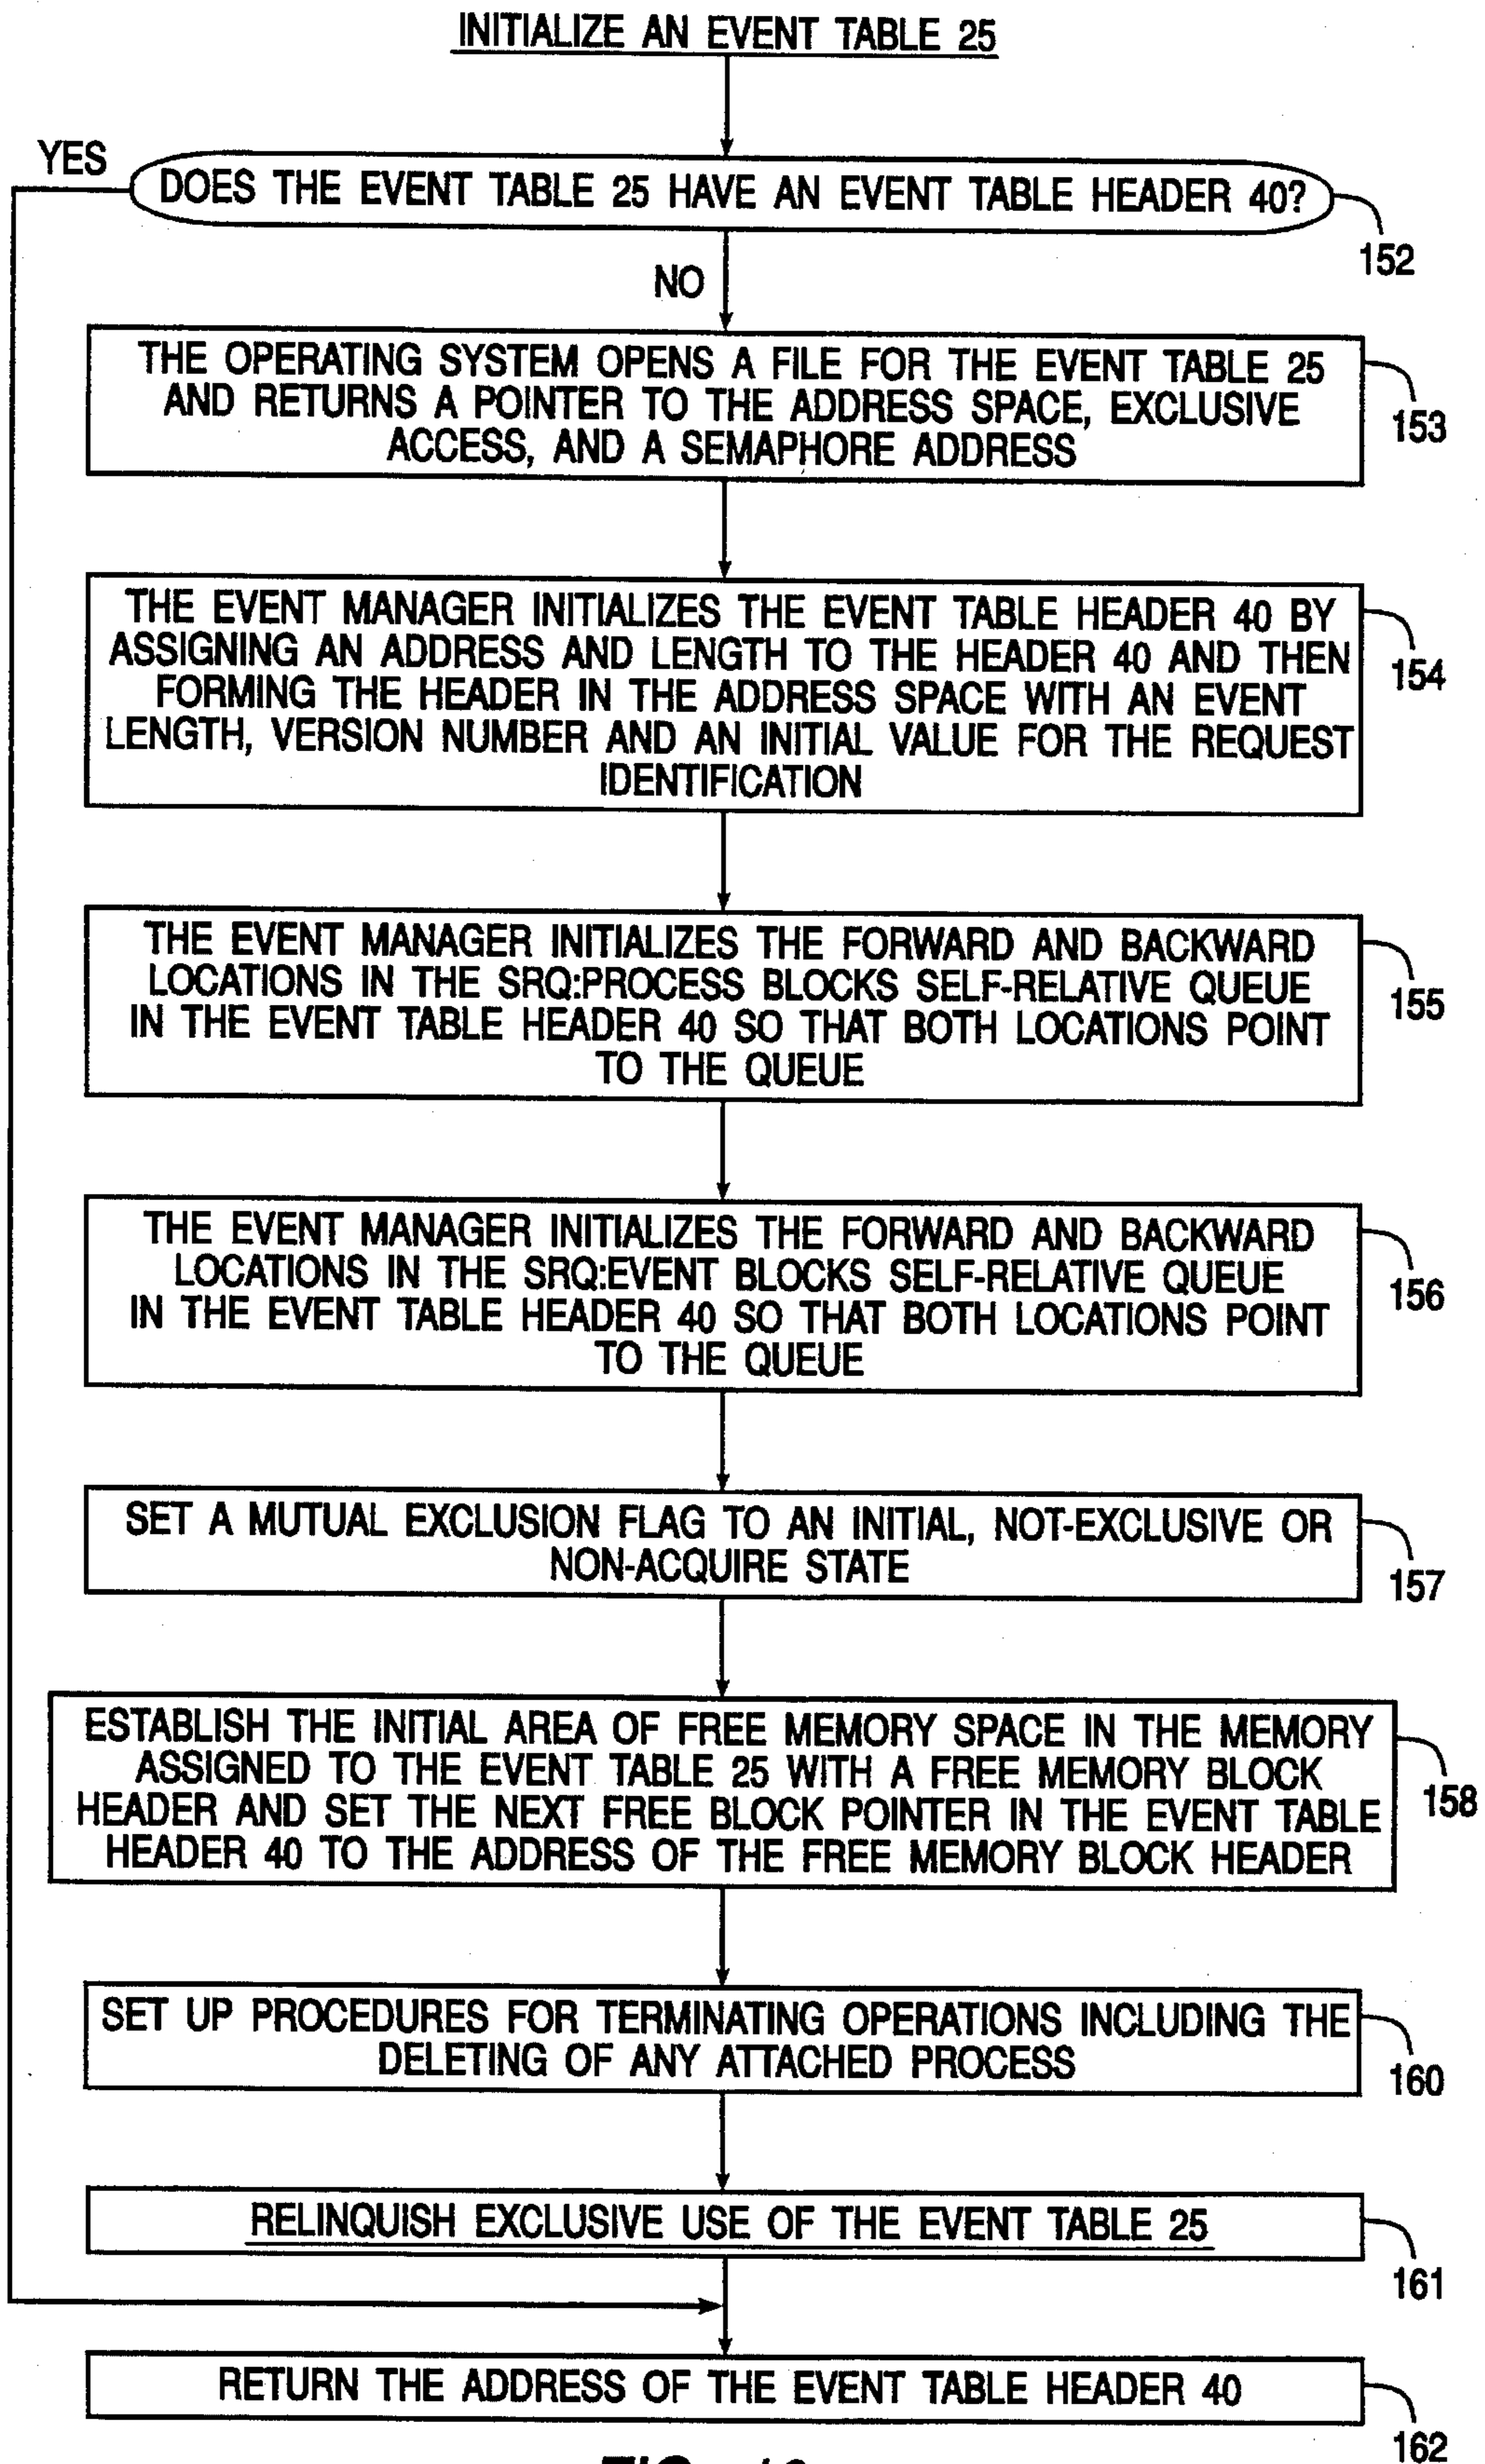 INITIALIZE AN EVENT TABLE 25
YES
DOES THE EVENT TABLE 25 HAVE AN EVENT TABLE HEADER 40?
152
NO
THE OPERATING SYSTEM OPENS A FILE FOR THE EVENT TABLE 25
AND RETURNS A POINTER TO THE ADDRESS SPACE, EXCLUSIVE
ACCESS, AND A SEMAPHORE ADDRESS
153
THE EVENT MANAGER INITIALIZES THE EVENT TABLE HEADER 40 BY
ASSIGNING AN ADDRESS AND LENGTH TO THE HEADER 40 AND THEN
FORMING THE HEADER IN THE ADDRESS SPACE WITH AN EVENT
LENGTH, VERSION NUMBER AND AN INITIAL VALUE FOR THE REQUEST
IDENTIFICATION
154
THE EVENT MANAGER INITIALIZES THE FORWARD AND BACKWARD
LOCATIONS IN THE SRQ:PROCESS BLOCKS SELF-RELATIVE QUEUE
IN THE EVENT TABLE HEADER 40 SO THAT BOTH LOCATIONS POINT
TO THE QUEUE
155
THE EVENT MANAGER INITIALIZES THE FORWARD AND BACKWARD
LOCATIONS IN THE SRQ:EVENT BLOCKS SELF-RELATIVE QUEUE
IN THE EVENT TABLE HEADER 40 SO THAT BOTH LOCATIONS POINT
TO THE QUEUE
156
SET A MUTUAL EXCLUSION FLAG TO AN INITIAL, NOT-EXCLUSIVE OR
NON-ACQUIRE STATE
157
ESTABLISH THE INITIAL AREA OF FREE MEMORY SPACE IN THE MEMORY
ASSIGNED TO THE EVENT TABLE 25 WITH A FREE MEMORY BLOCK
HEADER AND SET THE NEXT FREE BLOCK POINTER IN THE EVENT TABLE
HEADER 40 TO THE ADDRESS OF THE FREE MEMORY BLOCK HEADER
158
SET UP PROCEDURES FOR TERMINATING OPERATIONS INCLUDING THE
DELETING OF ANY ATTACHED PROCESS
160
RELINQUISH EXCLUSIVE USE OF THE EVENT TABLE 25
161
RETURN THE ADDRESS OF THE EVENT TABLE HEADER 40
162